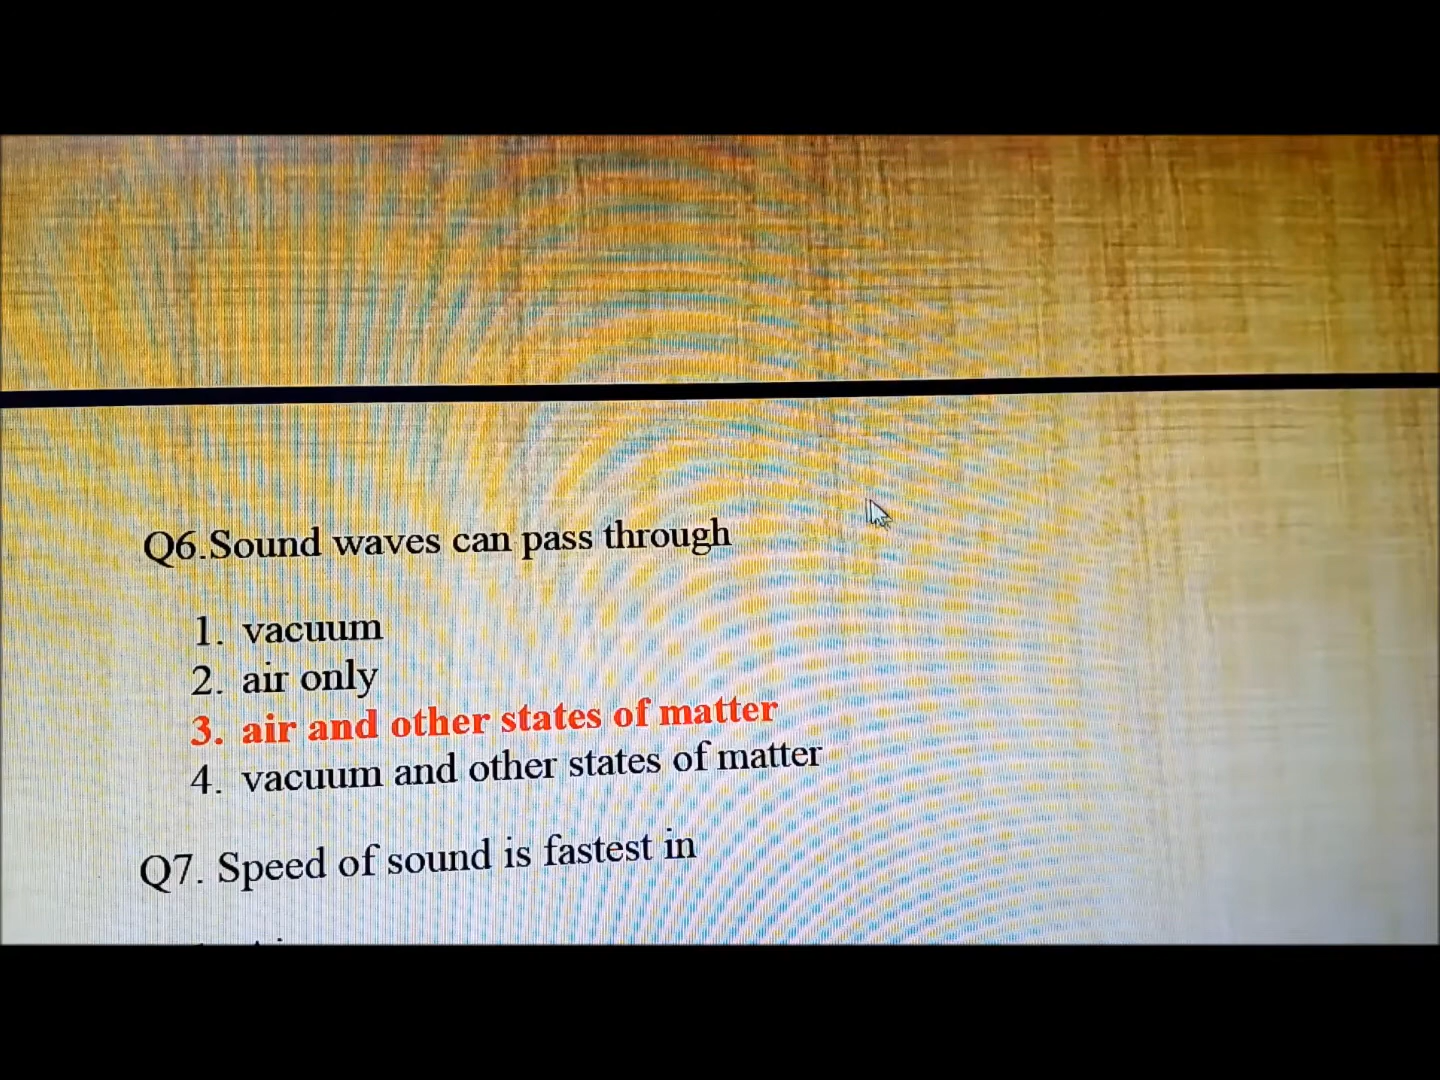 Q6.Sound waves can pass through
1. vacuum
2. air only
3. air and other states of matter
4. vacuum and other states of matter
Q7. Speed of sound is fastest in